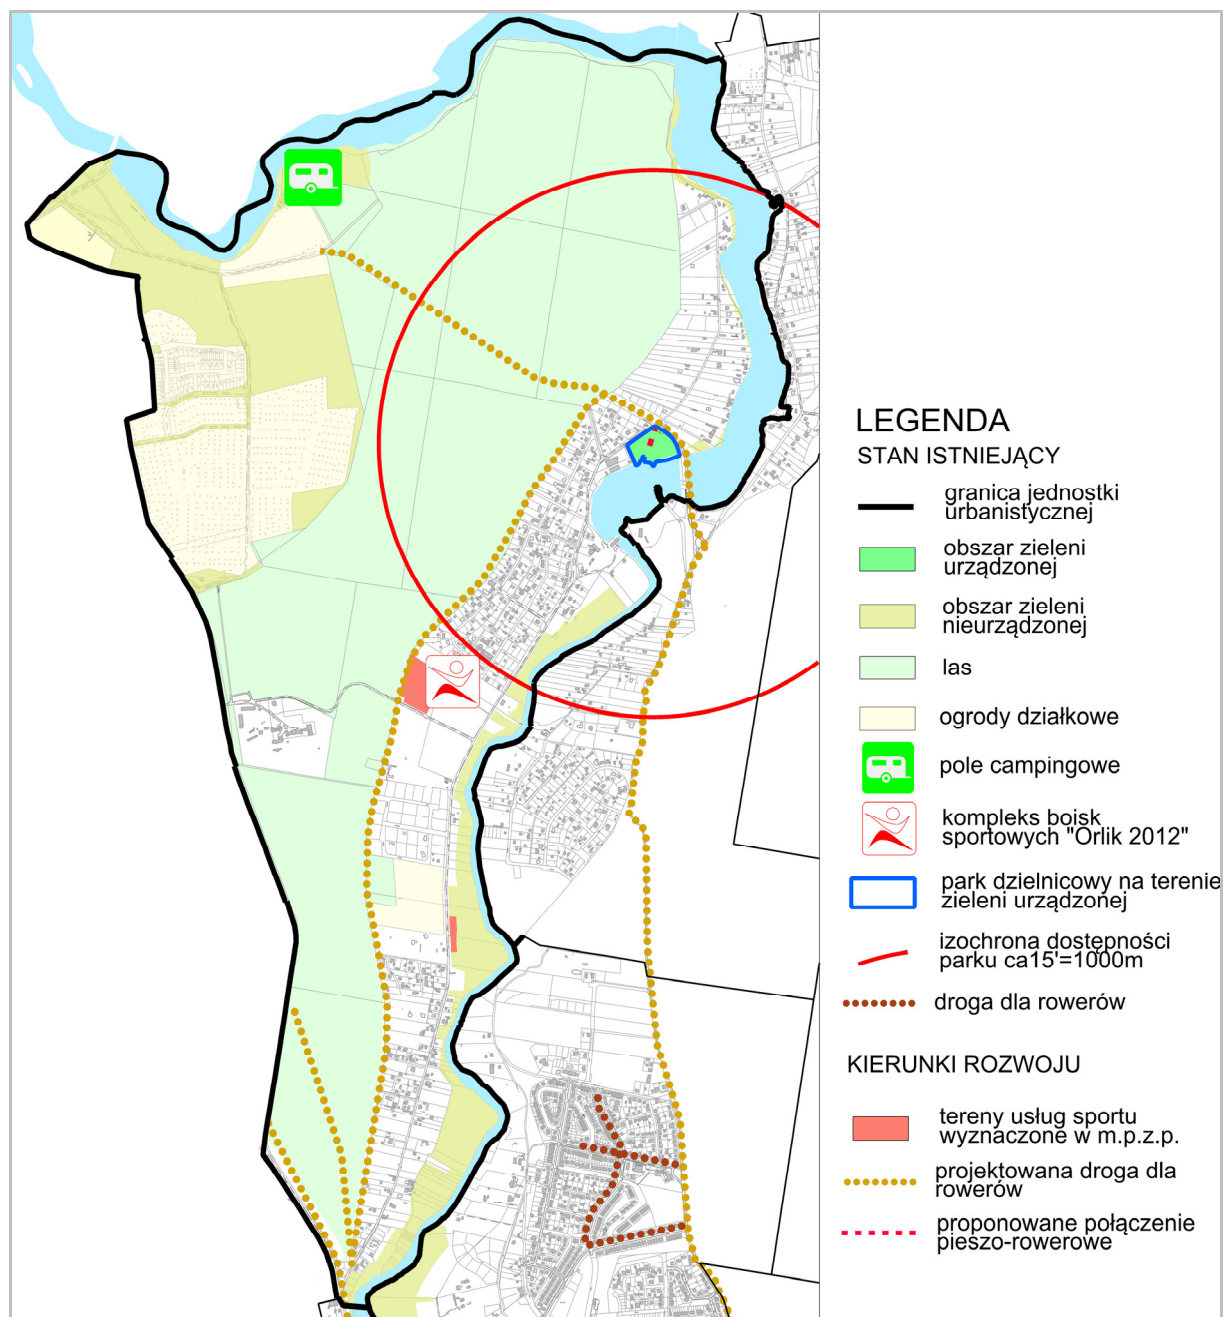 LEGENDA
STAN ISTNIEJĄCY
granica jednostki
urbanistycznej
obszar zieleni
urządzonej
obszar zieleni
nieurządzonej
las
ogrody działkowe
pole campingowe
kompleks boisk
sportowych "Orlik 2012"
park dzielnicowy na terenie
zieleni urządzonej
izochrona dostępności
parku ca15'=1000m
droga dla rowerów
KIERUNKI ROZWOJU
tereny usług sportu
wyznaczone w m.p.z.p.
projektowana droga dla
rowerów
proponowane połączenie
pieszo-rowerowe